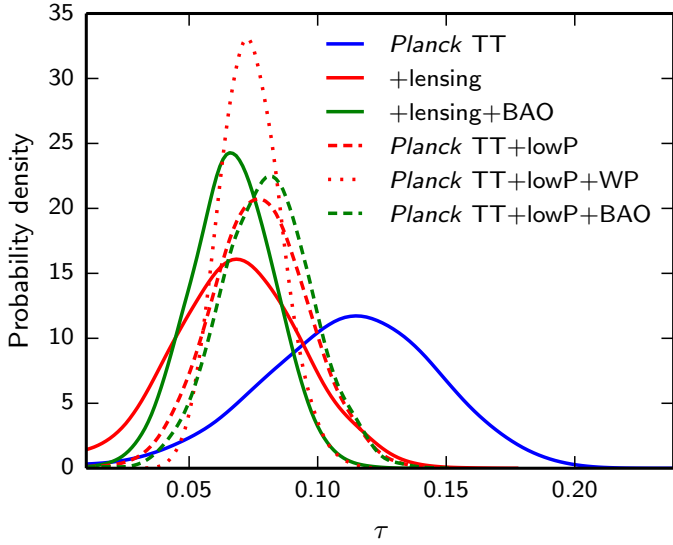 35
30
25
20
15
10
5
0
Probability density
Planck TT
+lensing
+lensing+BAO
Planck TT+lowP
Planck TT+lowP+WP
Planck TT+lowP+BAO
0.05 0.10 0.15 0.20
τ